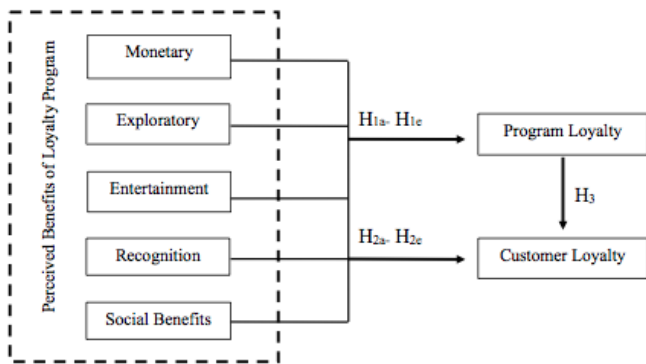 Perceived Benefits of Loyalty Program
Monetary
Exploratory
Entertainment
Recognition
Social Benefits
H1a- H1e
H2a- H2e
Program Loyalty
H3
Customer Loyalty